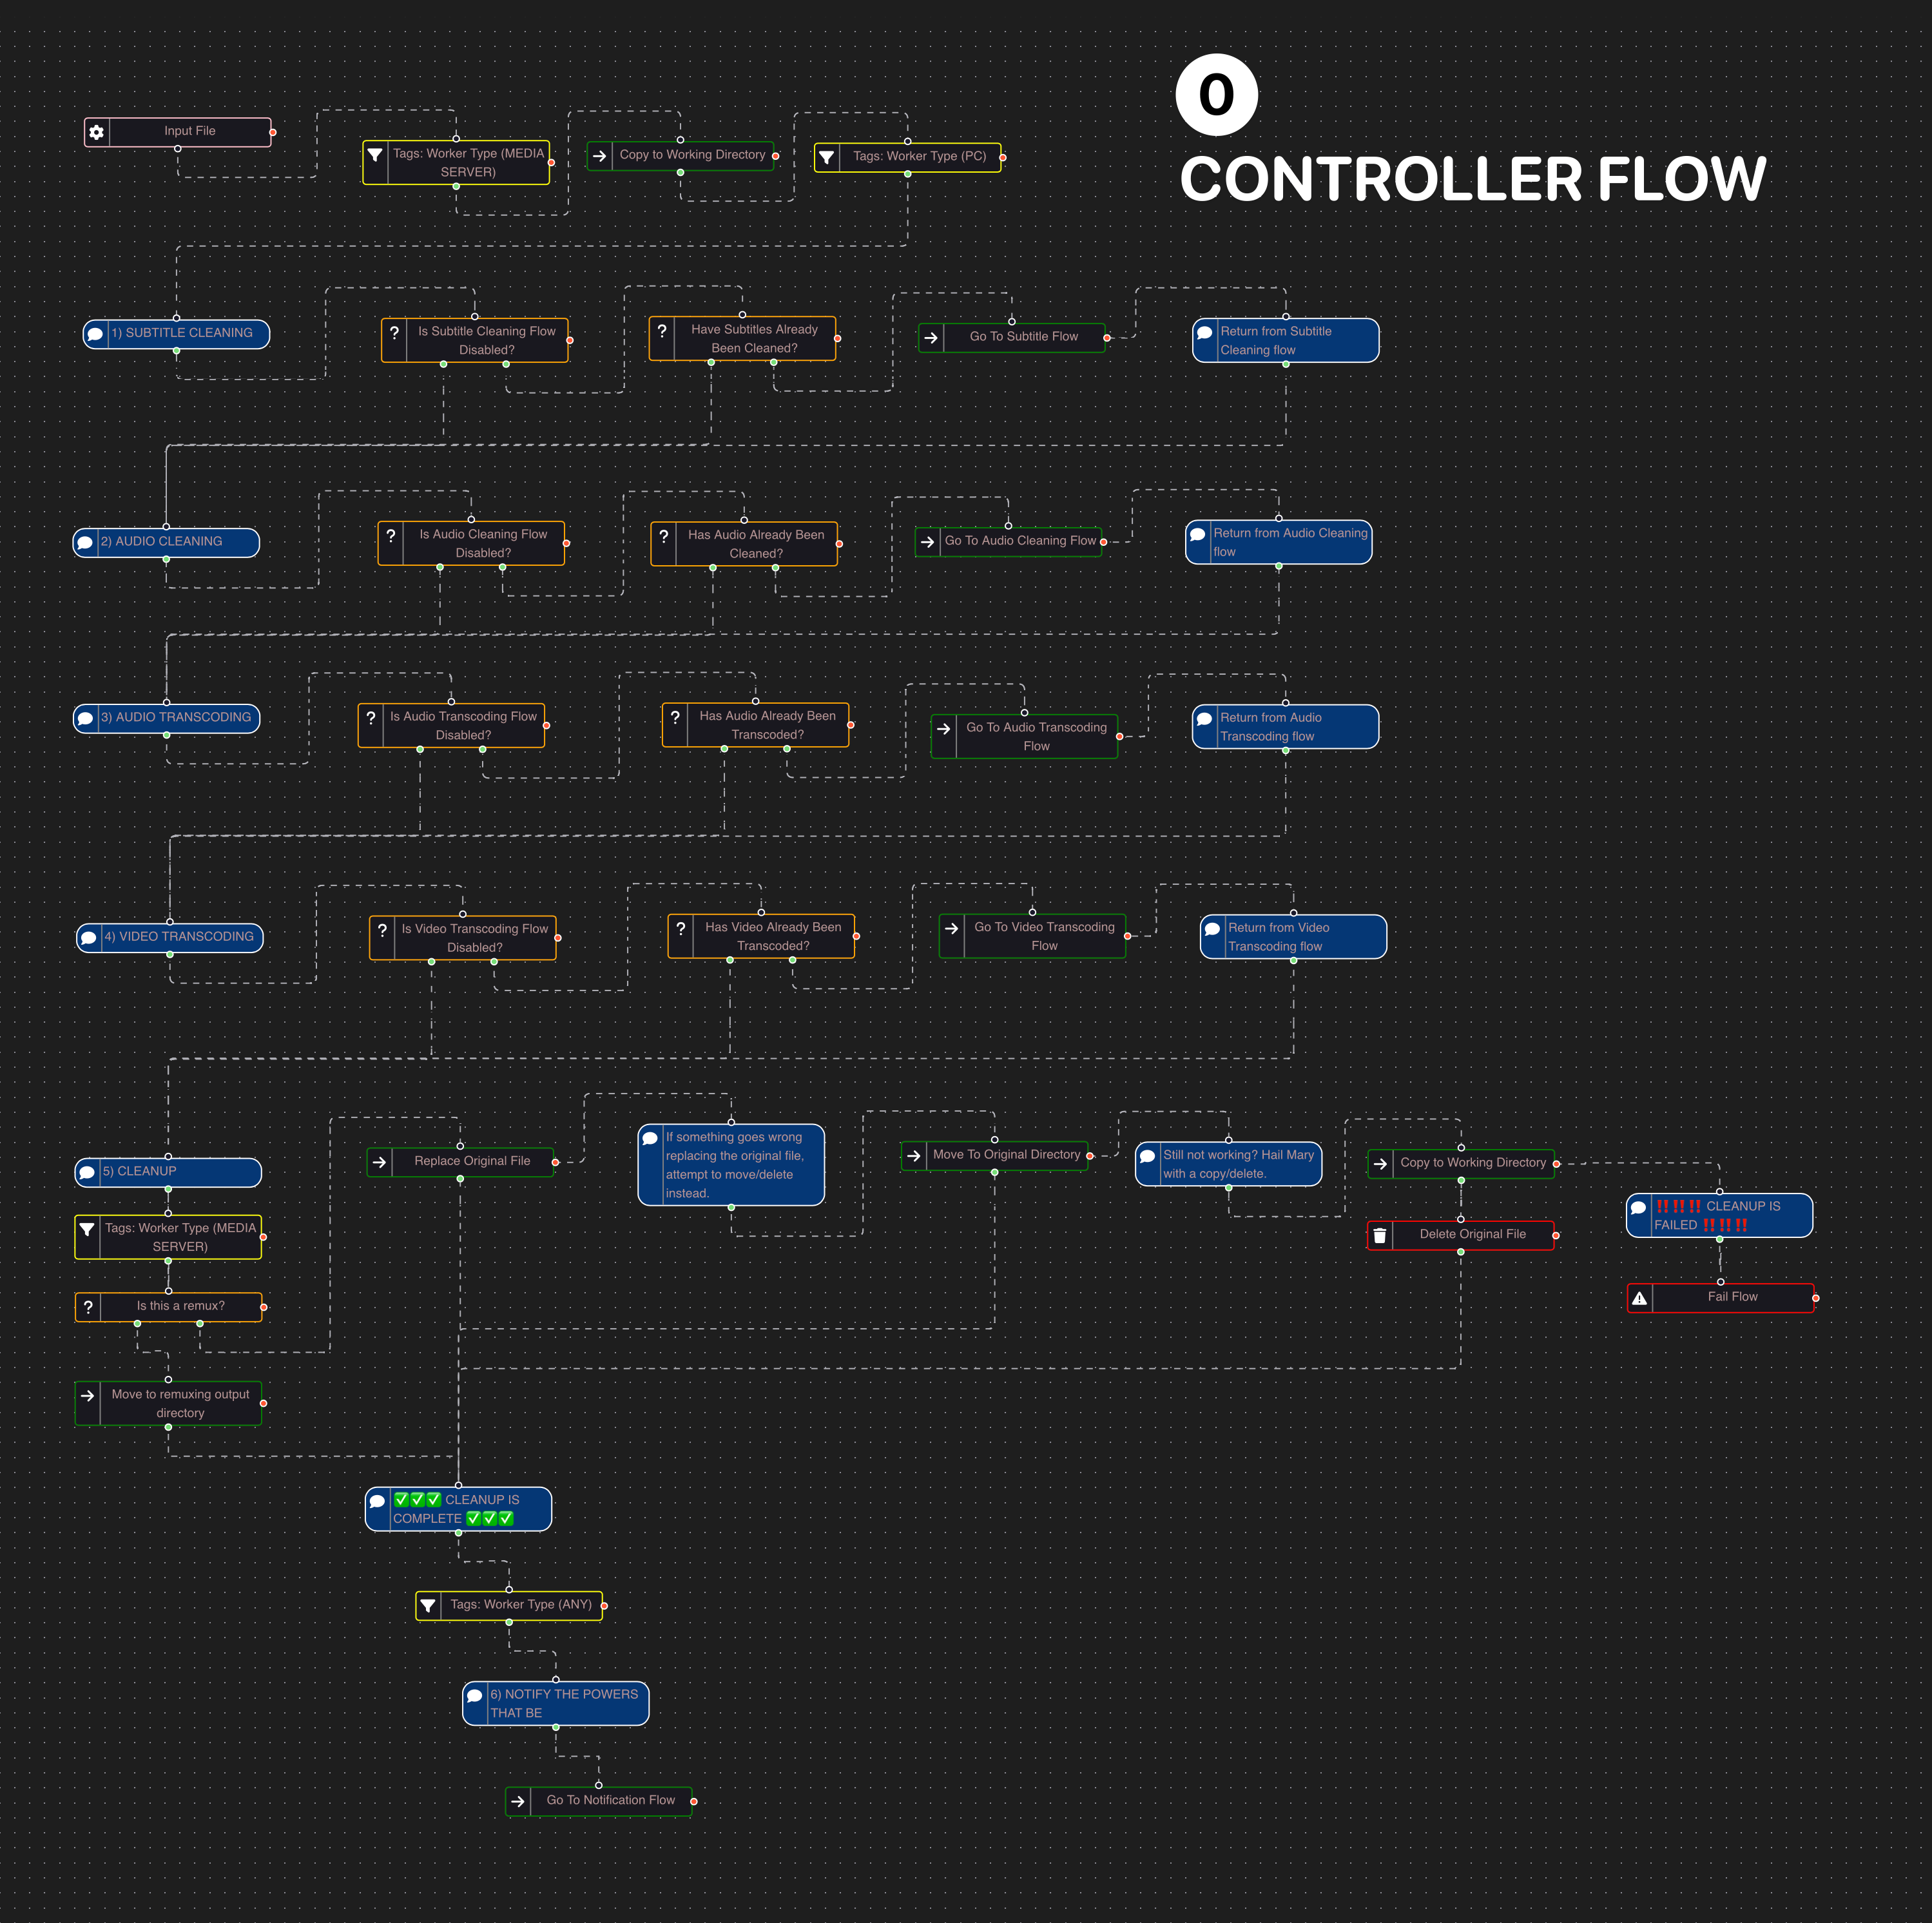 0
CONTROLLER FLOW
Input File
Tags: Worker Type (MEDIA
SERVER)
Copy to Working Directory
Tags: Worker Type (PC)
1) SUBTITLE CLEANING
Is Subtitle Cleaning Flow
Disabled?
Have Subtitles Already
Been Cleaned?
Go To Subtitle Flow
Return from Subtitle
Cleaning flow
2) AUDIO CLEANING
Is Audio Cleaning Flow
Disabled?
Has Audio Already Been
Cleaned?
Go To Audio Cleaning Flow
Return from Audio Cleaning
flow
3) AUDIO TRANSCODING
Is Audio Transcoding Flow
Disabled?
Has Audio Already Been
Transcoded?
Go To Audio Transcoding
Flow
Return from Audio
Transcoding flow
4) VIDEO TRANSCODING
Is Video Transcoding Flow
Disabled?
Has Video Already Been
Transcoded?
Go To Video Transcoding
Flow
Return from Video
Transcoding flow
5) CLEANUP
Tags: Worker Type (MEDIA
SERVER)
Is this a remux?
Move to remuxing output
directory
Replace Original File
If something goes wrong
replacing the original file,
attempt to move/delete
instead.
Move To Original Directory
Still not working? Hail Mary
with a copy/delete.
Copy to Working Directory
Delete Original File
‼️‼️‼️ CLEANUP IS
FAILED ‼️‼️‼️
Fail Flow
✅✅✅ CLEANUP IS
COMPLETE ✅✅✅
Tags: Worker Type (ANY)
6) NOTIFY THE POWERS
THAT BE
Go To Notification Flow